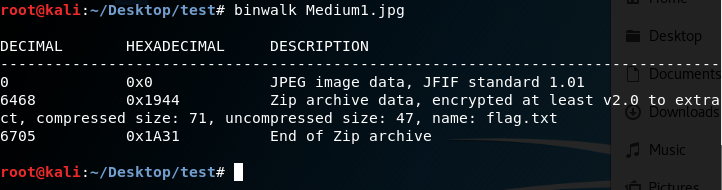 root@kali:~/Desktop/test# binwalk Medium1.jpg
DECIMAL       HEXADECIMAL     DESCRIPTION
--------------------------------------------------------------------------------
0             0x0             JPEG image data, JFIF standard 1.01
6468          0x1944          Zip archive data, encrypted at least v2.0 to extra
ct, compressed size: 71, uncompressed size: 47, name: flag.txt
6705          0x1A31          End of Zip archive
root@kali:~/Desktop/test#
Home
Desktop
Documents
Downloads
Music
Pictures